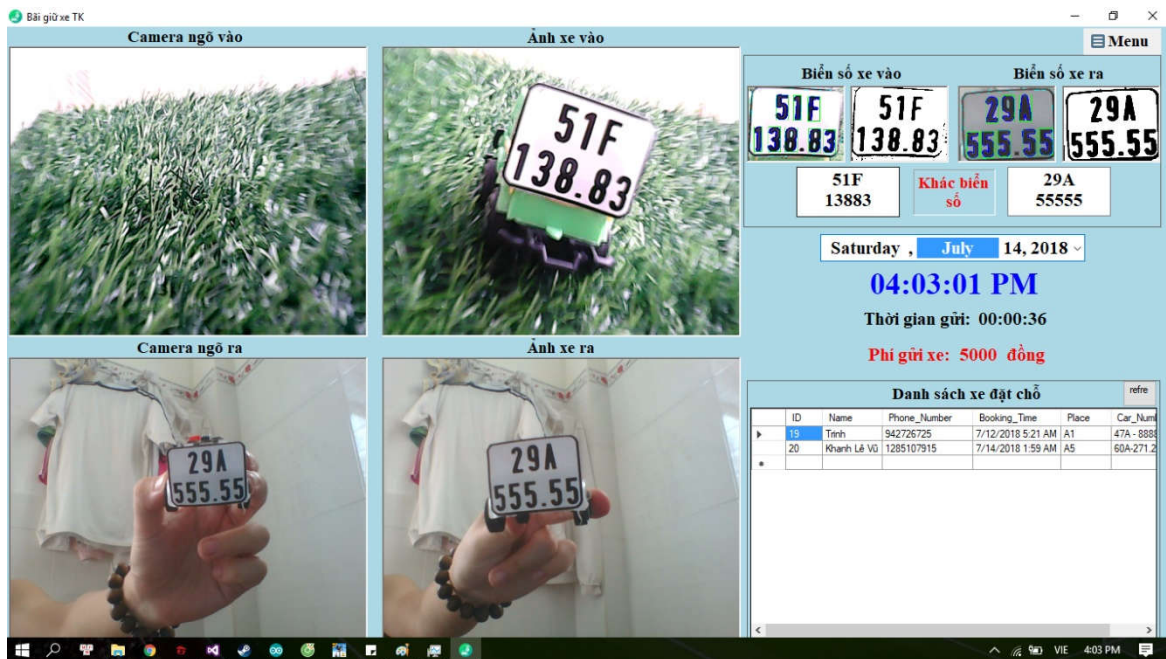 Bãi giữ xe TK
Camera ngõ vào
Ảnh xe vào
Menu
51F
138.83
Biển số xe vào
Biển số xe ra
51F
138.83
51F
138.83
29A
555.55
29A
555.55
51F
13883
Khác biển
số
29A
55555
Saturday , July 14, 2018
04:03:01 PM
Thời gian gửi: 00:00:36
Phí gửi xe: 5000 đồng
Camera ngõ ra
Ảnh xe ra
29A
555.55
29A
555.55
Danh sách xe đặt chỗ
refre
ID Name Phone_Number Booking_Time Place Car_Numl
19 Trinh 942726725 7/12/2018 5:21 AM A1 47A - 8888
20 Khanh Lê Vũ 1285107915 7/14/2018 1:59 AM A5 60A-271.2
VIE 4:03 PM